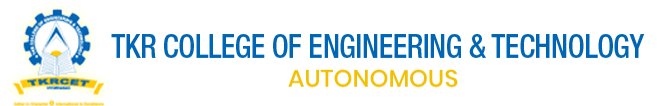 TKR COLLEGE OF ENGINEERING & TECHNOLOGY
AUTONOMOUS
TKRCET